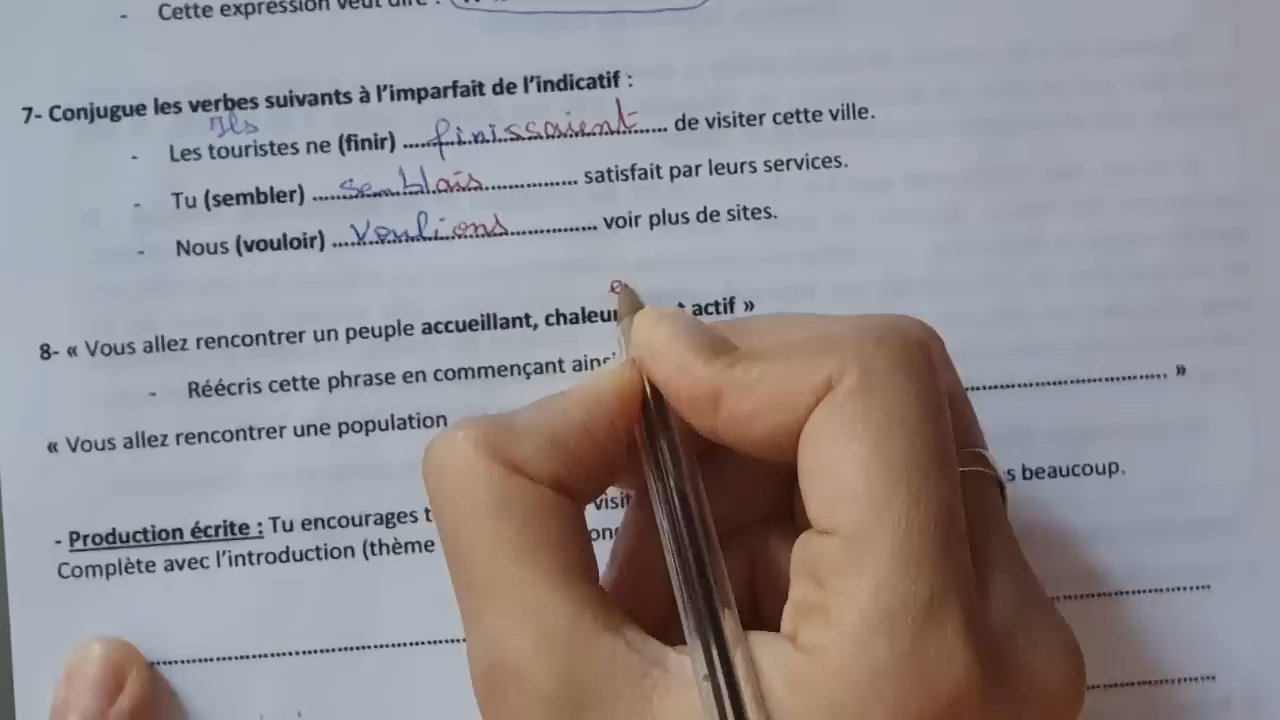 - Cette expression veut dire :
7- Conjugue les verbes suivants à l'imparfait de l'indicatif :
Ils
- Les touristes ne (finir) .....finissaient..... de visiter cette ville.
- Tu (sembler) .....semblais............... satisfait par leurs services.
- Nous (vouloir) ....voulions............... voir plus de sites.
e
8- « Vous allez rencontrer un peuple accueillant, actif »
- Réécris cette phrase en commençant
« Vous allez rencontrer une population ............................ »
- Production écrite : Tu encourages beaucoup.
Complète avec l'introduction (thème